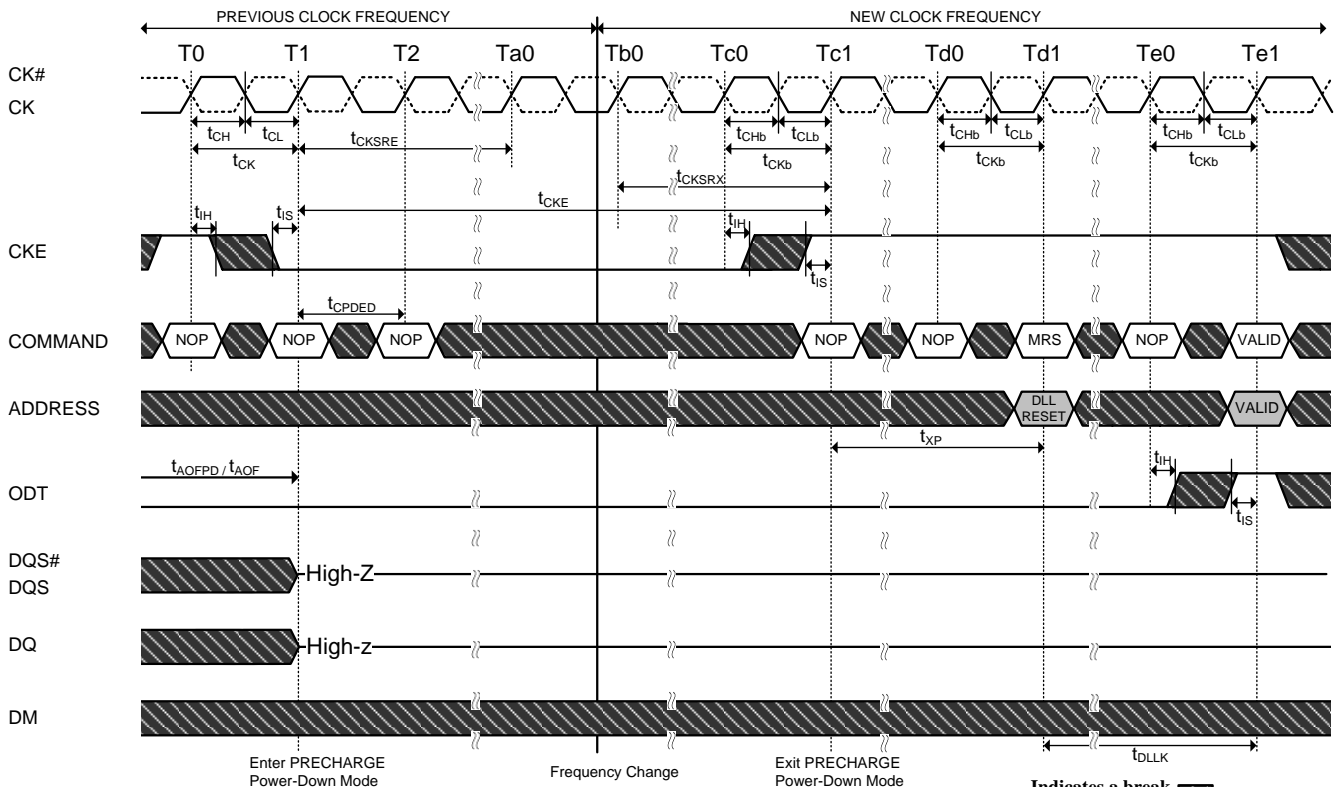 PREVIOUS CLOCK FREQUENCY NEW CLOCK FREQUENCY
T0 T1 T2 Ta0 Tb0 Tc0 Tc1 Td0 Td1 Te0 Te1
CK#
CK
tCH tCL tCHb tCLb tCHb tCLb tCHb tCLb
tCK tCKSRE tCKb tCKb tCKb
tCKSRX
tCKE
tIH tIS tIH
CKE
tIS
tCPDED
COMMAND NOP NOP NOP NOP NOP MRS NOP VALID
ADDRESS DLL RESET VALID
tXP
tAOFPD / tAOF tIH
ODT
tIS
DQS#
DQS High-Z
DQ High-z
DM
tDLLK
Enter PRECHARGE
Power-Down Mode
Frequency Change
Exit PRECHARGE
Power-Down Mode
Indicates a break